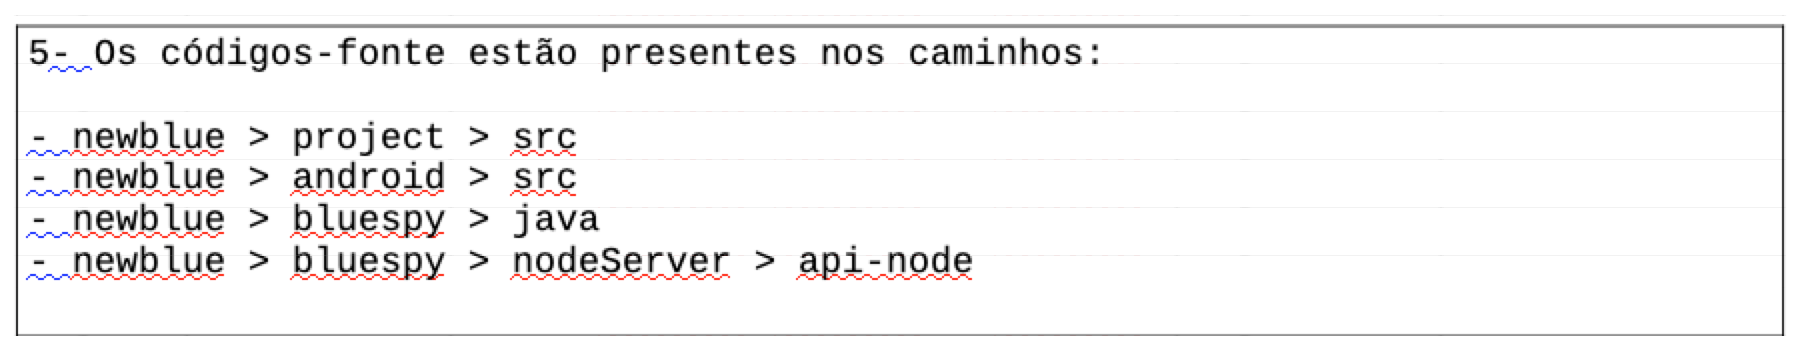 5- Os códigos-fonte estão presentes nos caminhos:
- newblue > project > src
- newblue > android > src
- newblue > bluespy > java
- newblue > bluespy > nodeServer > api-node